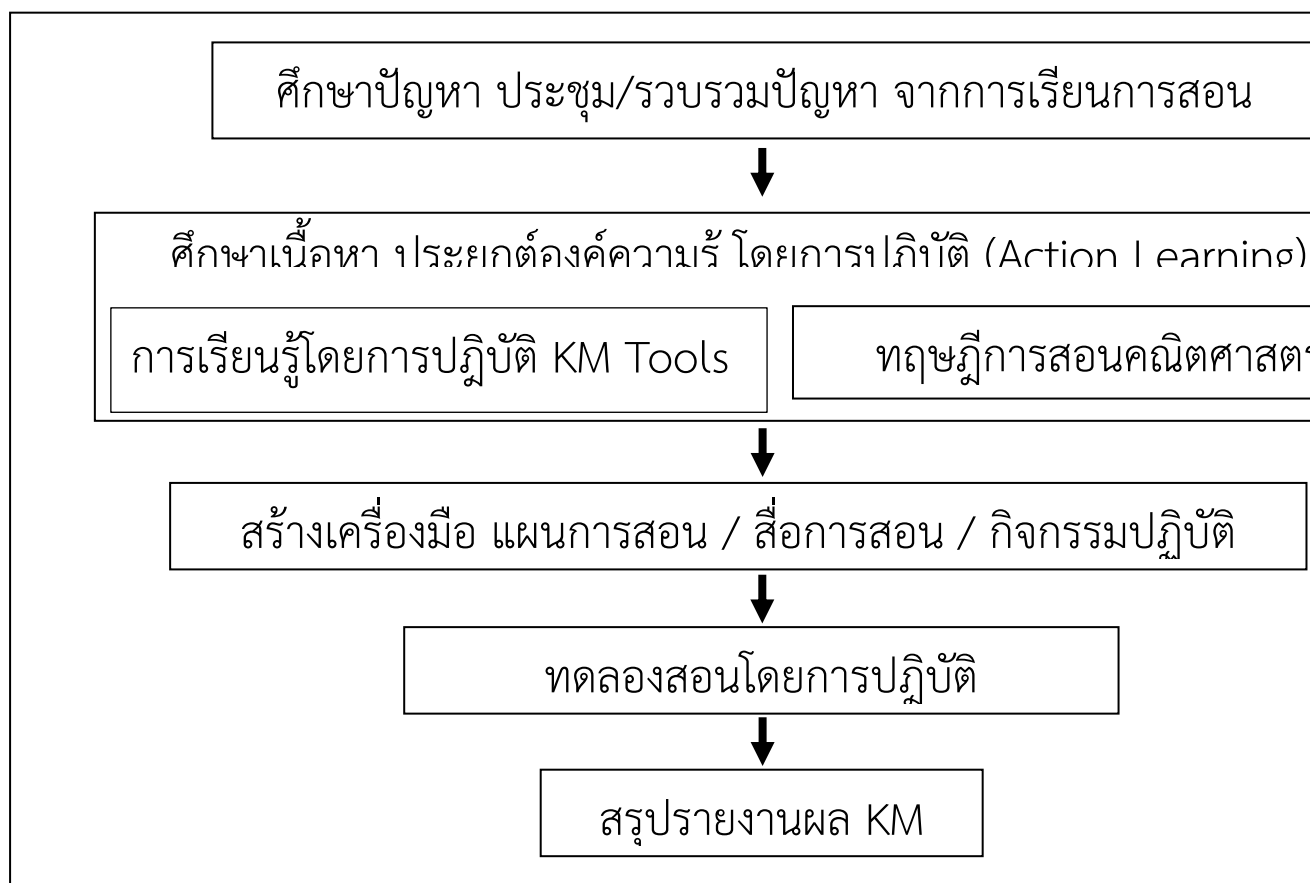 ศึกษาปัญหา ประชุม/รวบรวมปัญหา จากการเรียนการสอน
ศึกษาเนื้อหา ประยุกต์องค์ความรู้ โดยการปฏิบัติ (Action Learning)
การเรียนรู้โดยการปฏิบัติ KM Tools
ทฤษฎีการสอนคณิตศาสตร
สร้างเครื่องมือ แผนการสอน / สื่อการสอน / กิจกรรมปฏิบัติ
ทดลองสอนโดยการปฏิบัติ
สรุปรายงานผล KM